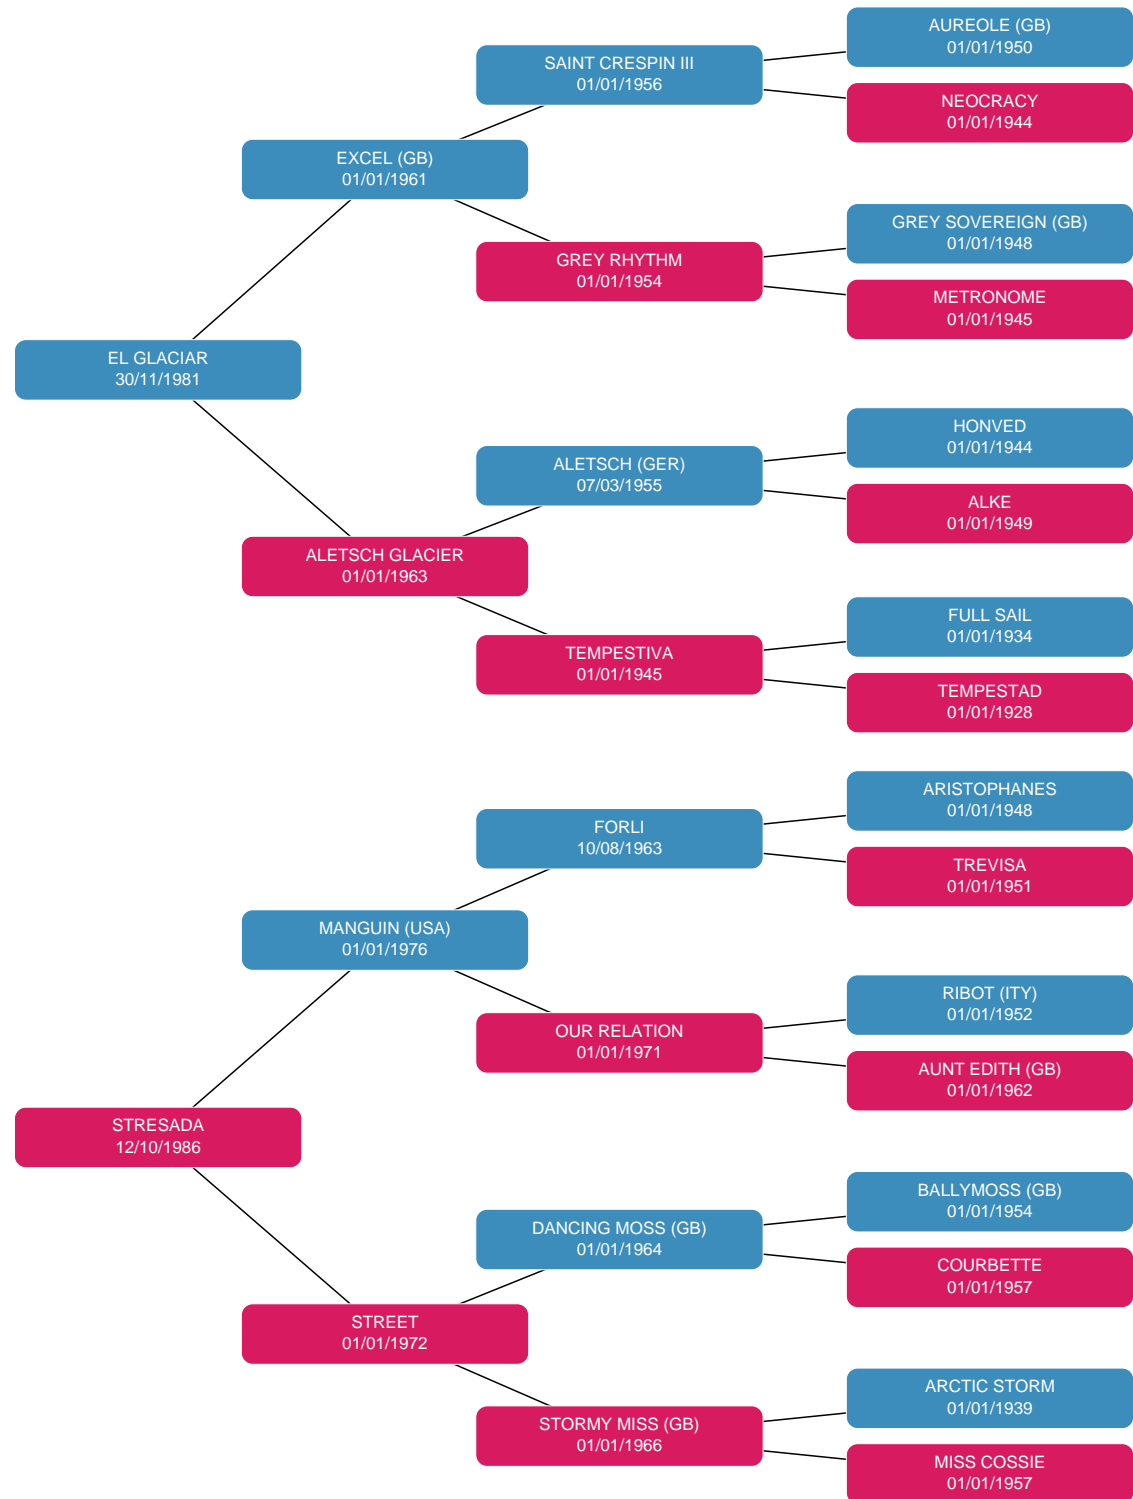 AUREOLE (GB)
01/01/1950
SAINT CRESPIN III
01/01/1956
NEOCRACY
01/01/1944
EXCEL (GB)
01/01/1961
GREY SOVEREIGN (GB)
01/01/1948
GREY RHYTHM
01/01/1954
METRONOME
01/01/1945
EL GLACIAR
30/11/1981
HONVED
01/01/1944
ALETSCH (GER)
07/03/1955
ALKE
01/01/1949
ALETSCH GLACIER
01/01/1963
FULL SAIL
01/01/1934
TEMPESTIVA
01/01/1945
TEMPESTAD
01/01/1928
ARISTOPHANES
01/01/1948
FORLI
10/08/1963
TREVISA
01/01/1951
MANGUIN (USA)
01/01/1976
RIBOT (ITY)
01/01/1952
OUR RELATION
01/01/1971
AUNT EDITH (GB)
01/01/1962
STRESADA
12/10/1986
BALLYMOSS (GB)
01/01/1954
DANCING MOSS (GB)
01/01/1964
COURBETTE
01/01/1957
STREET
01/01/1972
ARCTIC STORM
01/01/1939
STORMY MISS (GB)
01/01/1966
MISS COSSIE
01/01/1957